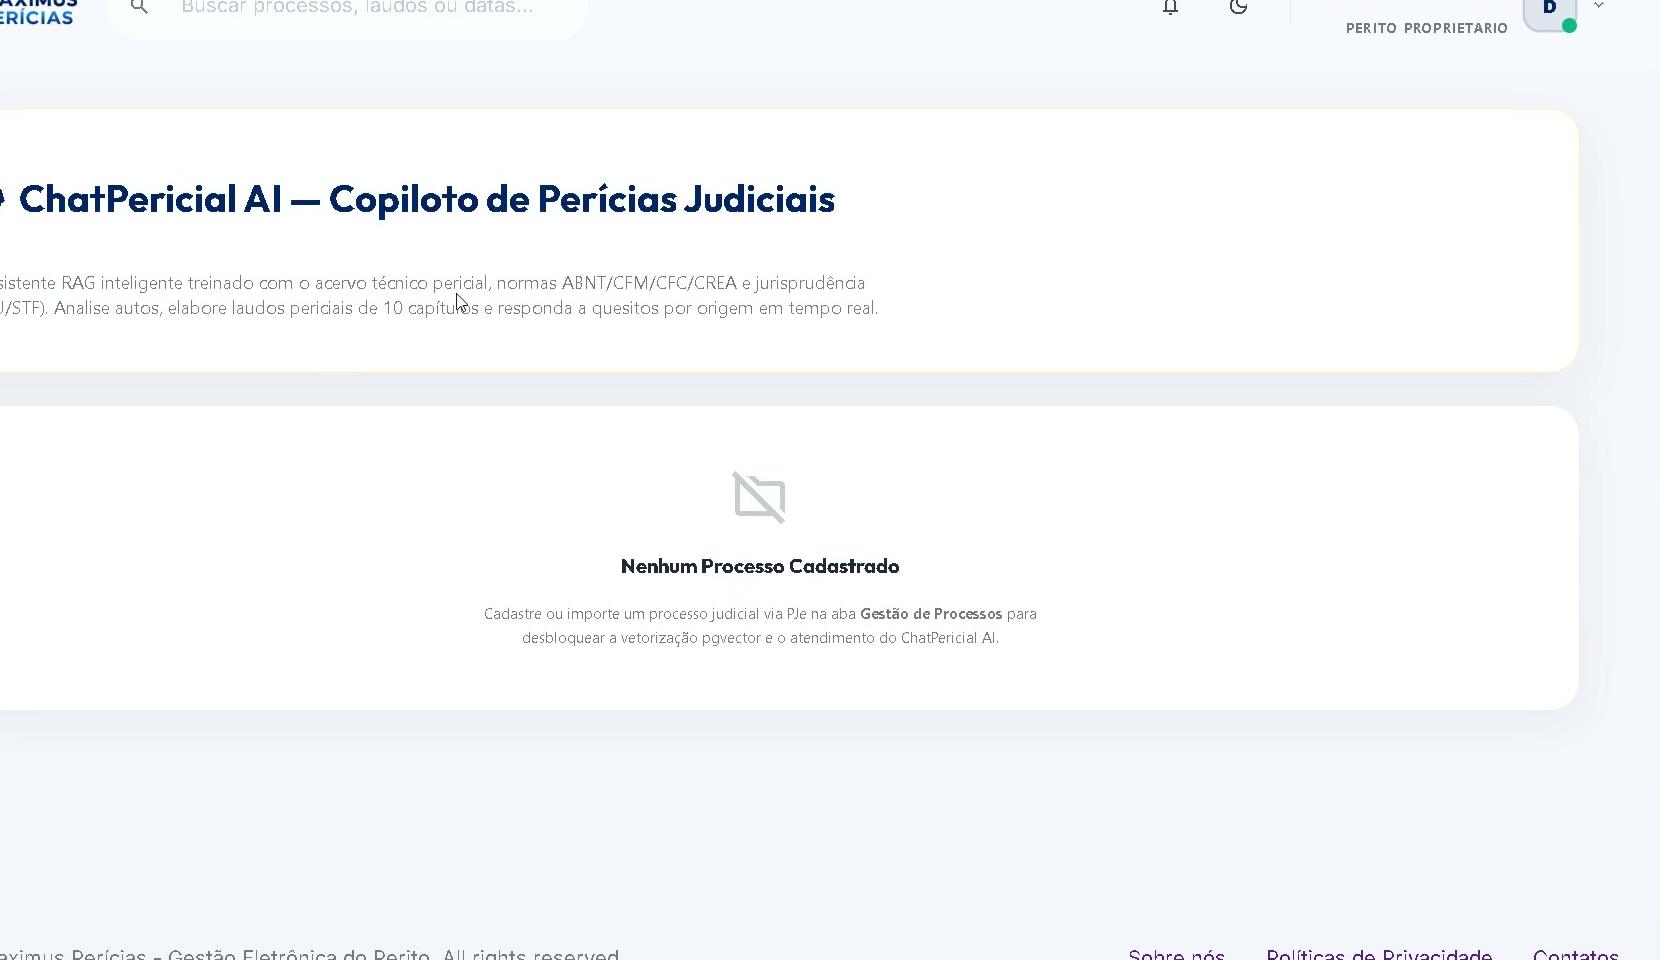 Buscar processos, laudos ou datas...
PERITO PROPRIETARIO
D
ChatPericial AI — Copiloto de Perícias Judiciais
RAG inteligente treinado com o acervo técnico pericial, normas ABNT/CFM/CFC/CREA e jurisprudência
/STF). Analise autos, elabore laudos periciais de 10 capítulos e responda a quesitos por origem em tempo real.
Nenhum Processo Cadastrado
Cadastre ou importe um processo judicial via PJe na aba Gestão de Processos para
desbloquear a vetorização pgvector e o atendimento do ChatPericial AI.
Perícias - Gestão Eletrônica do Perito. All rights reserved
Sobre nós Políticas de Privacidade Contatos